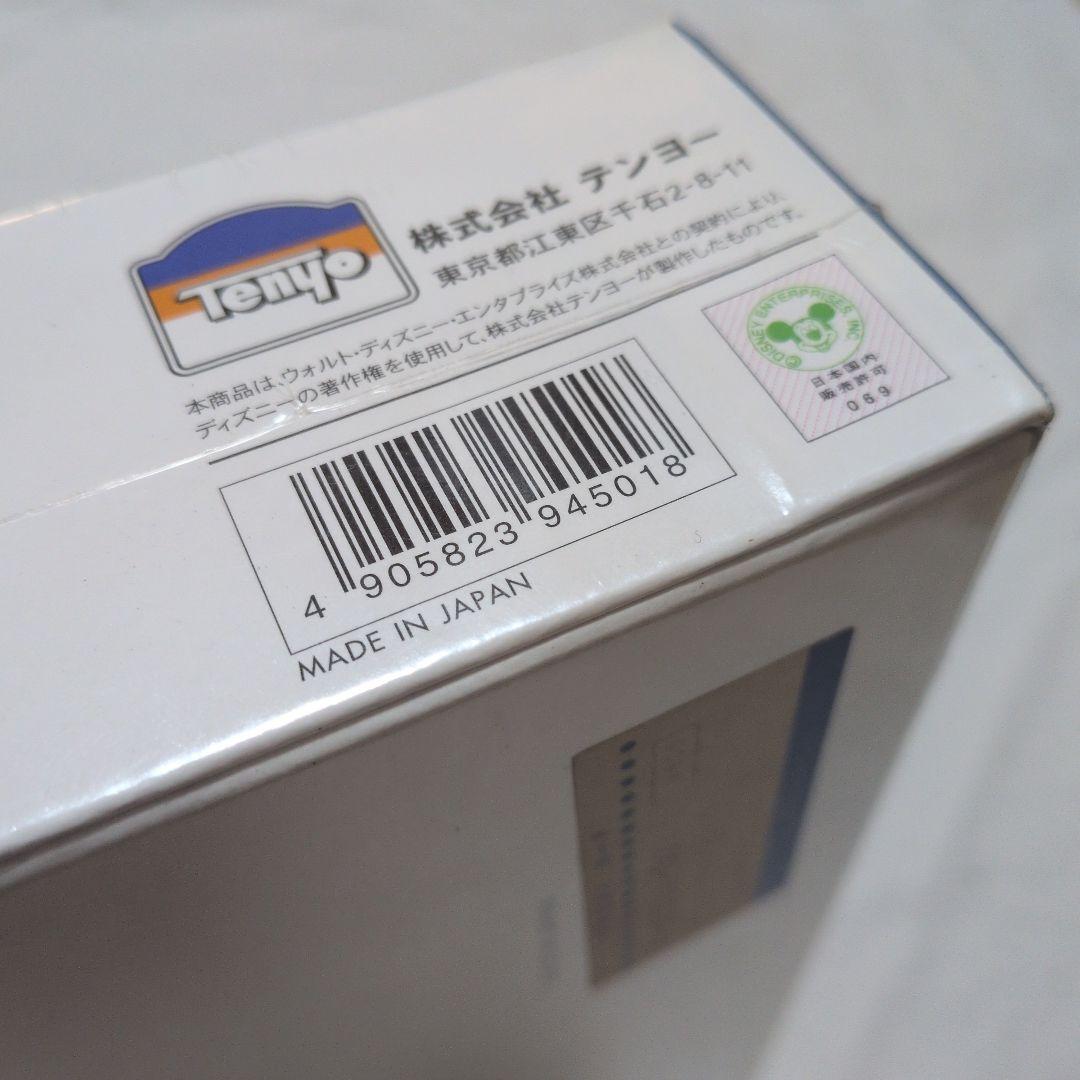 Tenyo
株式会社 テンヨー
東京都江東区千石2-8-11
本商品は、ウォルト・ディズニー・エンタプライズ株式会社との契約により、
ディズニーの著作権を使用して、株式会社テンヨーが製作したものです。
© DISNEY ENTERPRISES, INC
日本国内
販売許可
069
4 905823 945018
MADE IN JAPAN